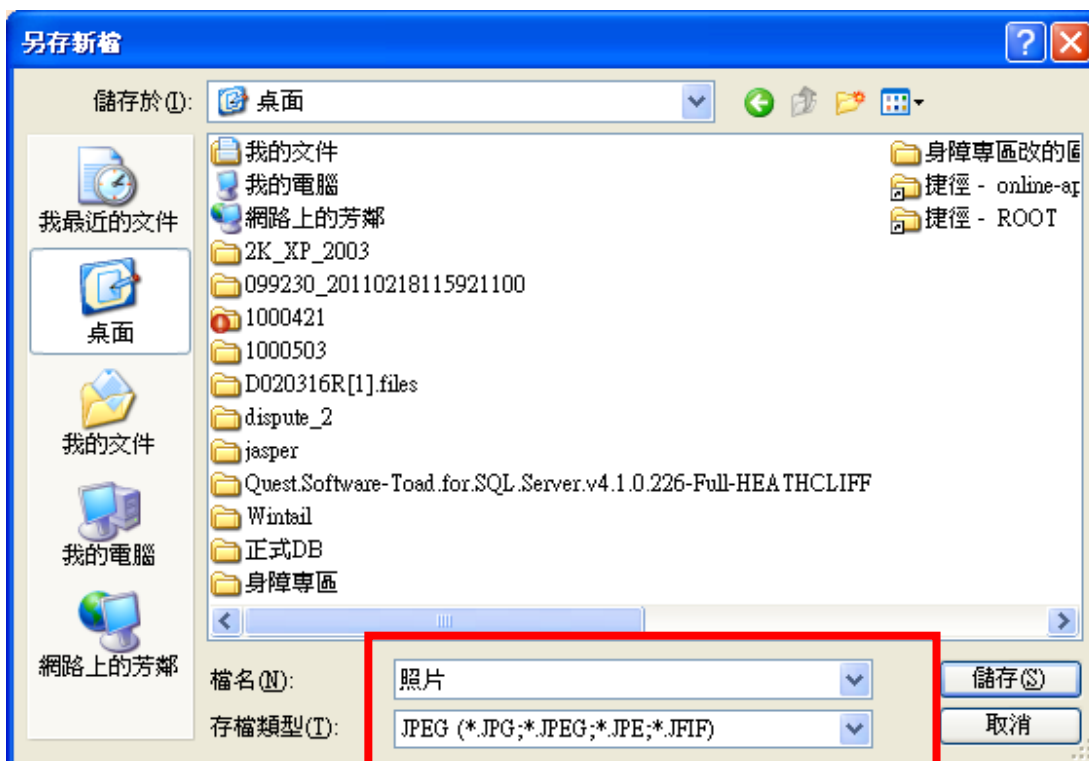 另存新檔
儲存於(I):
桌面
我最近的文件
桌面
我的文件
我的電腦
網路上的芳鄰
我的文件
我的電腦
網路上的芳鄰
2K_XP_2003
099230_20110218115921100
1000421
1000503
D020316R[1].files
dispute_2
jasper
Quest.Software-Toad.for.SQL.Server.v4.1.0.226-Full-HEATHCLIFF
Wintail
正式DB
身障專區
身障專區改的
捷徑 - online-ap
捷徑 - ROOT
檔名(N):
照片
儲存(S)
存檔類型(T):
JPEG (*.JPG;*.JPEG;*.JPE;*.JFIF)
取消